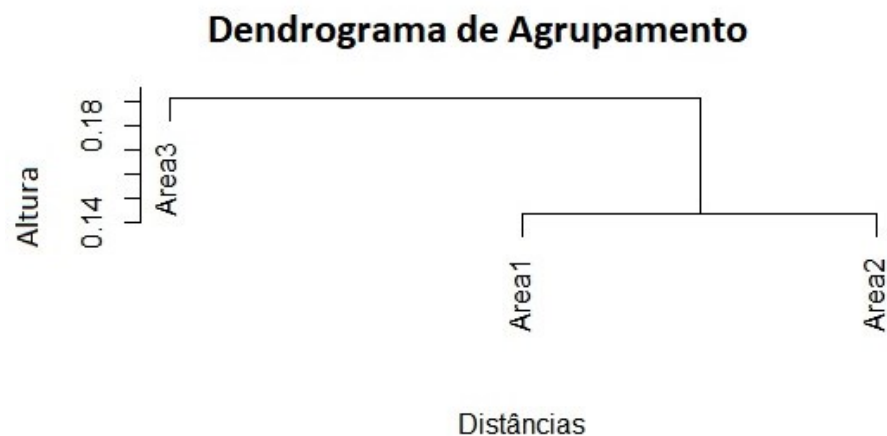 Dendrograma de Agrupamento
Altura
0.18
0.14
Area3
Area1
Area2
Distâncias